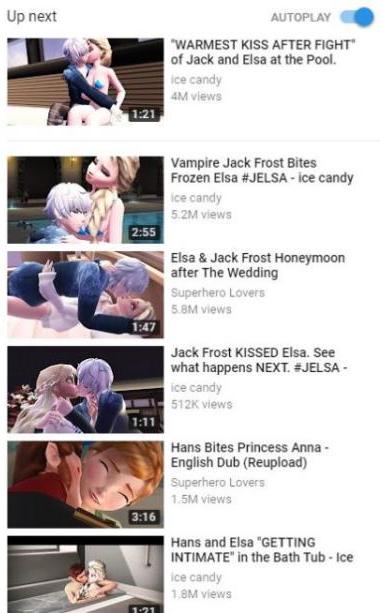 Up next
AUTOPLAY
"WARMEST KISS AFTER FIGHT"
of Jack and Elsa at the Pool.
ice candy
4M views
1:21
Vampire Jack Frost Bites
Frozen Elsa #JELSA - ice candy
ice candy
5.2M views
2:55
Elsa & Jack Frost Honeymoon
after The Wedding
Superhero Lovers
5.8M views
1:47
Jack Frost KISSED Elsa. See
what happens NEXT. #JELSA -
ice candy
512K views
1:11
Hans Bites Princess Anna -
English Dub (Reupload)
Superhero Lovers
1.5M views
3:16
Hans and Elsa "GETTING
INTIMATE" in the Bath Tub - Ice
ice candy
1.8M views
1:21